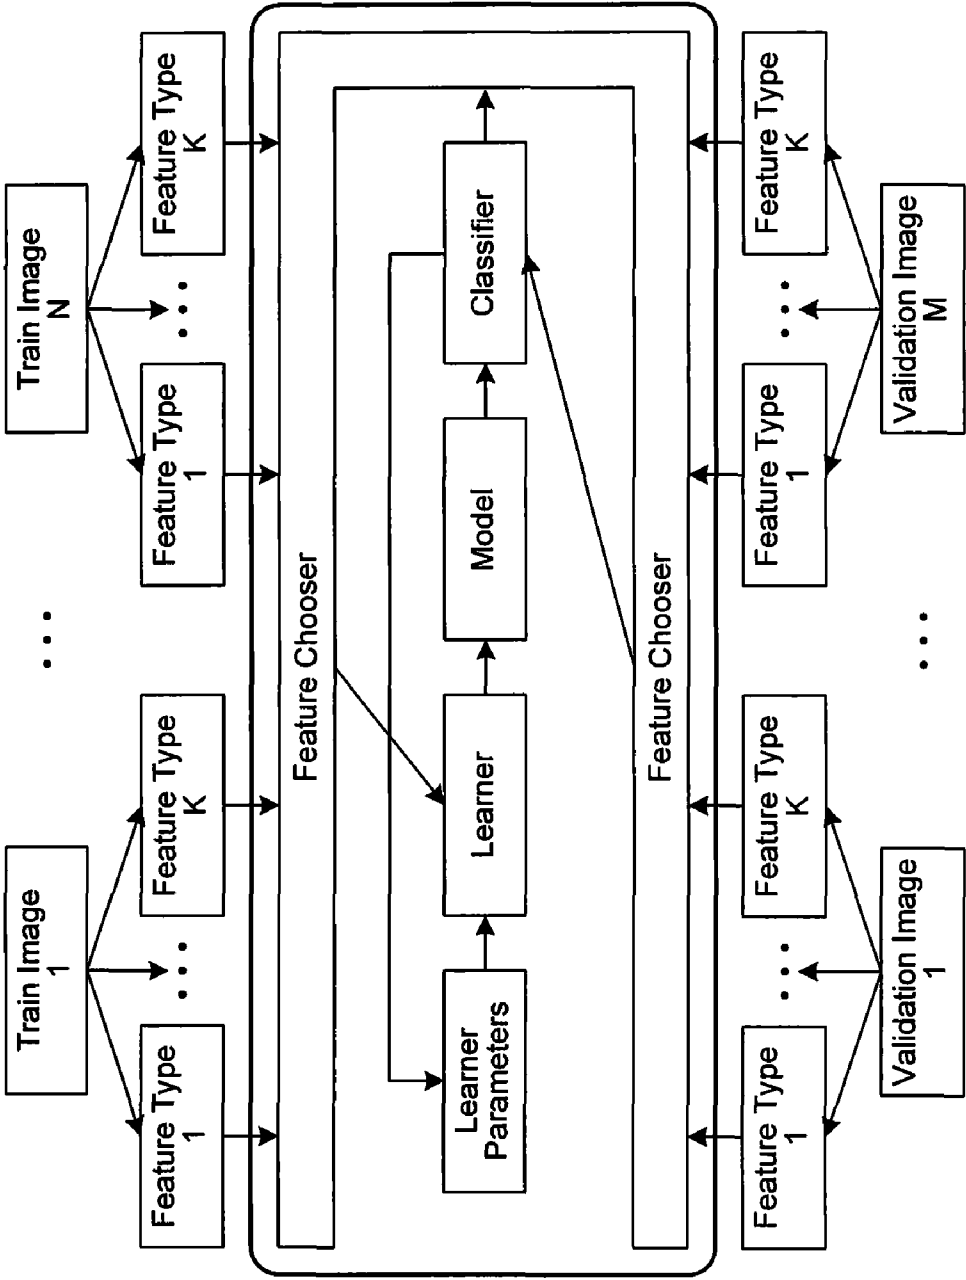 Train Image
1
...
Train Image
N
Feature Type
1
...
Feature Type
K
Feature Type
1
...
Feature Type
K
Feature Chooser
Learner
Parameters
Learner
Model
Classifier
Feature Chooser
Feature Type
1
...
Feature Type
K
Feature Type
1
...
Feature Type
K
Validation Image
1
...
Validation Image
M